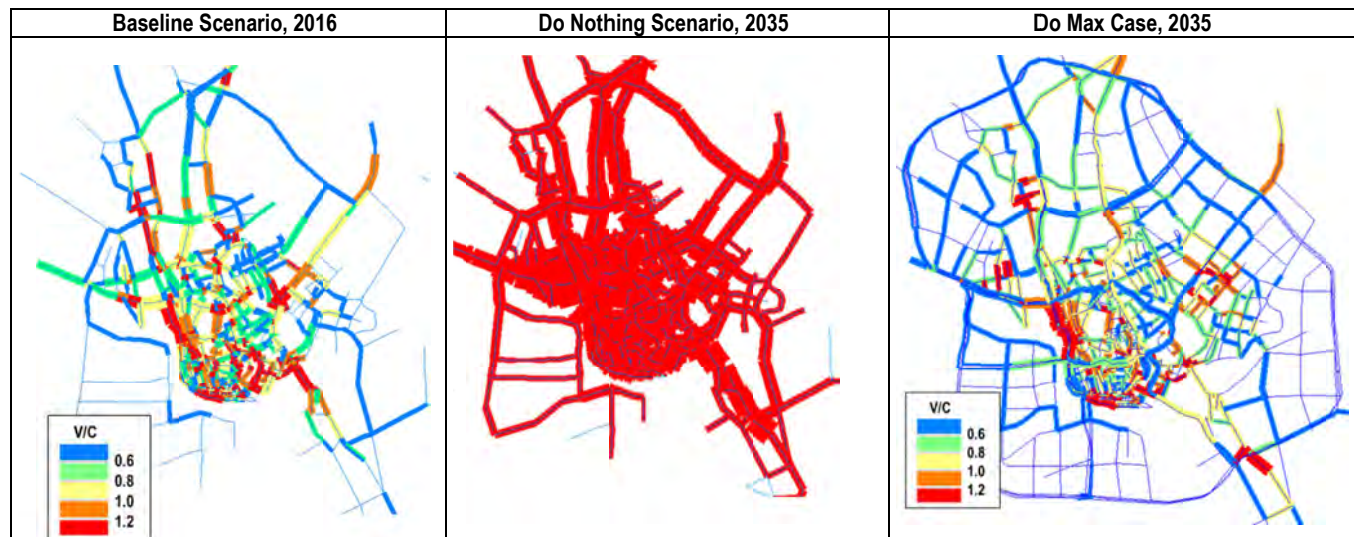 Baseline Scenario, 2016
Do Nothing Scenario, 2035
Do Max Case, 2035
V/C
0.6
0.8
1.0
1.2
V/C
0.6
0.8
1.0
1.2